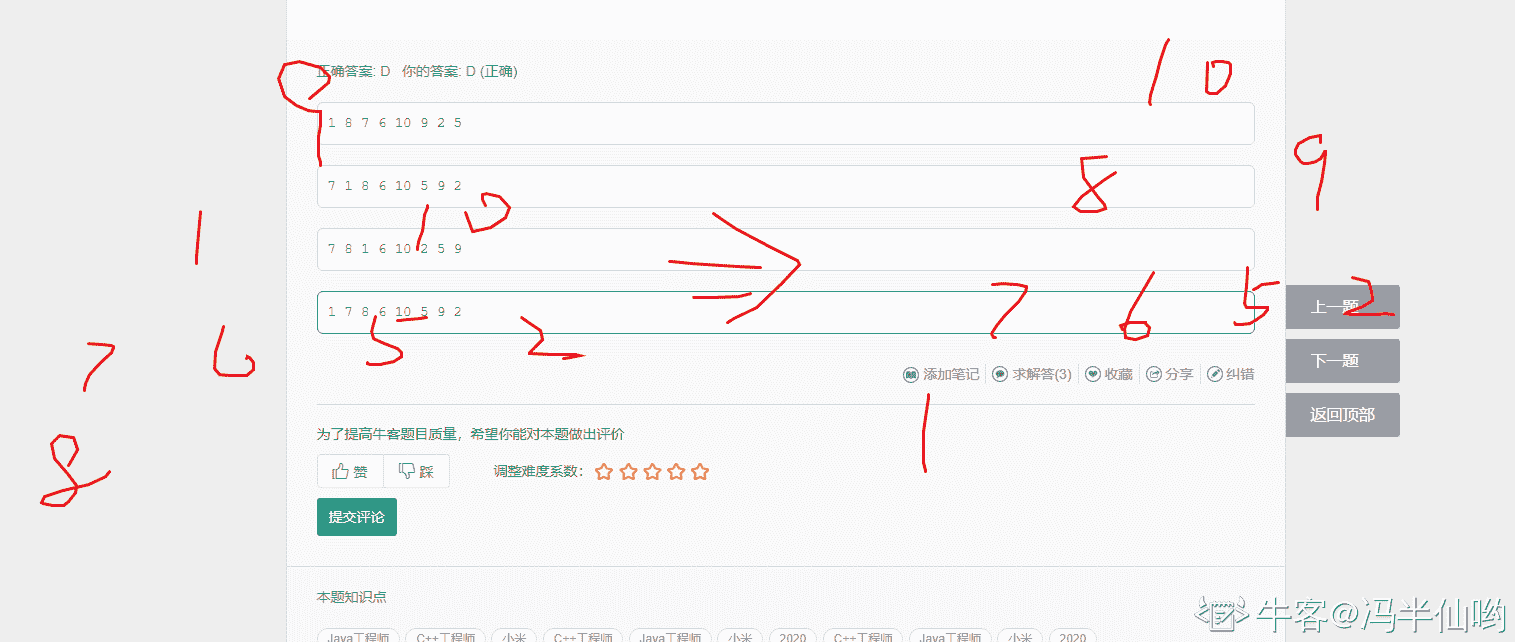 正确答案: D 你的答案: D (正确)
1 8 7 6 10 9 2 5
7 1 8 6 10 5 9 2
7 8 1 6 10 2 5 9
1 7 8 6 10 5 9 2
9
1 0
8
9
1
1 0
7
6
5
2
7
6
5
2
8
1
上一题
下一题
返回顶部
添加笔记 求解答(3) 收藏 分享 纠错
为了提高牛客题目质量，希望你能对本题做出评价
赞 踩 调整难度系数：
提交评论
本题知识点
Java工程师 C++工程师 小米 C++工程师 Java工程师 小米 2020 C++工程师 Java工程师 小米 2020
牛客@冯半仙哟